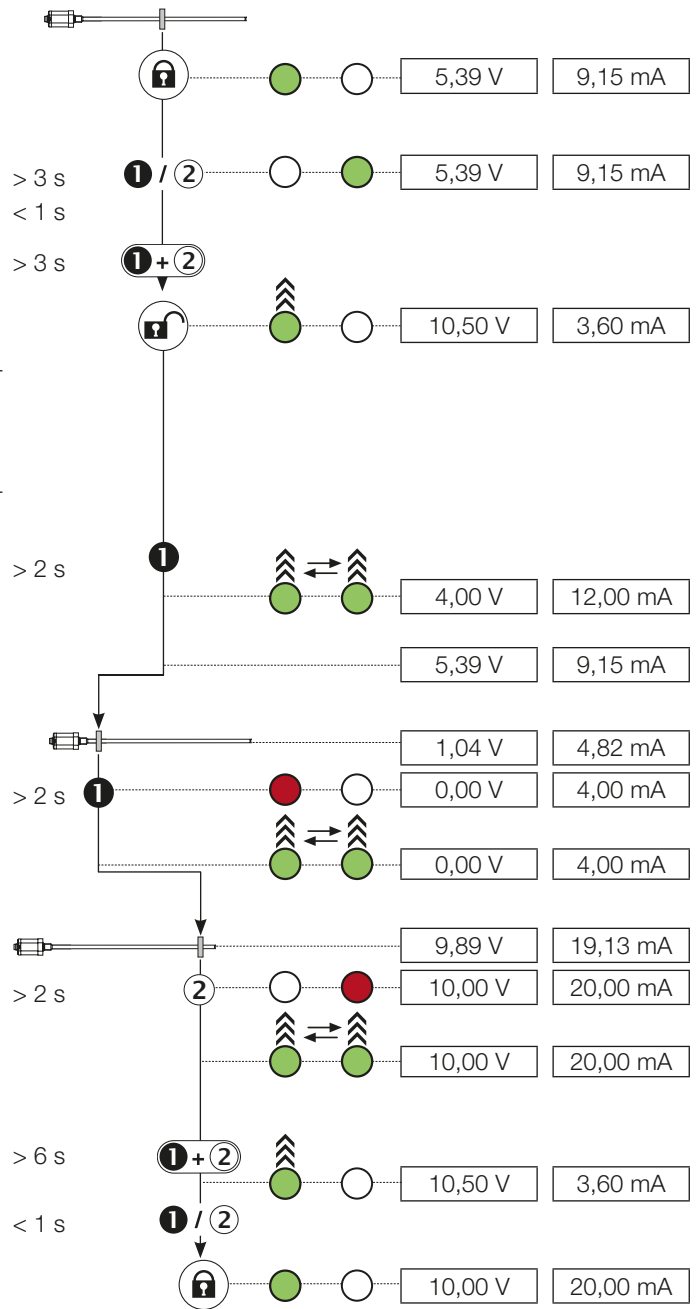 5,39 V 9,15 mA
> 3 s 1 / 2 5,39 V 9,15 mA
< 1 s
> 3 s 1 + 2
10,50 V 3,60 mA
> 2 s 1
4,00 V 12,00 mA
5,39 V 9,15 mA
1,04 V 4,82 mA
> 2 s 1 0,00 V 4,00 mA
0,00 V 4,00 mA
9,89 V 19,13 mA
> 2 s 2 10,00 V 20,00 mA
10,00 V 20,00 mA
> 6 s 1 + 2
10,50 V 3,60 mA
< 1 s 1 / 2
10,00 V 20,00 mA